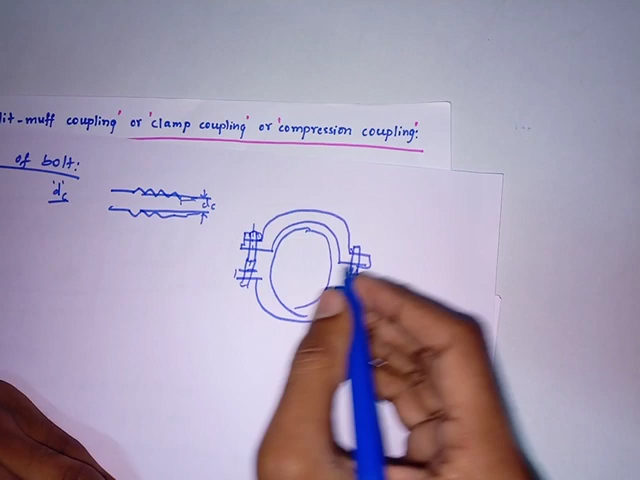 lit-muff coupling' or 'clamp coupling' or 'compression coupling':
of bolt:
'd'c
dc